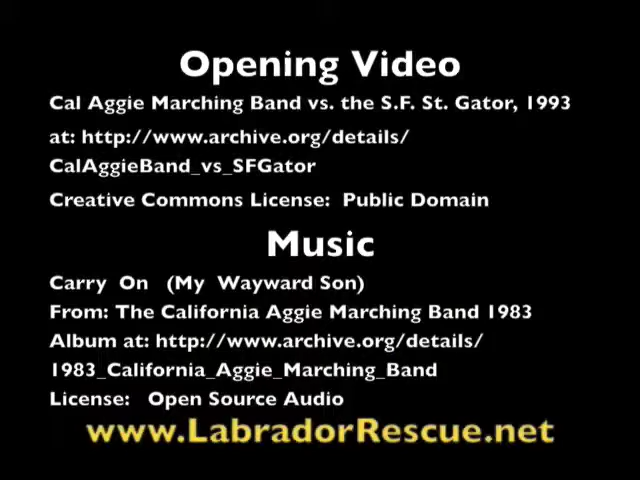 Opening Video
Cal Aggie Marching Band vs. the S.F. St. Gator, 1993
at: http://www.archive.org/details/
CalAggieBand_vs_SFGator
Creative Commons License:  Public Domain
Music
Carry  On   (My  Wayward Son)
From: The California Aggie Marching Band 1983
Album at: http://www.archive.org/details/
1983_California_Aggie_Marching_Band
License:   Open Source Audio
www.LabradorRescue.net